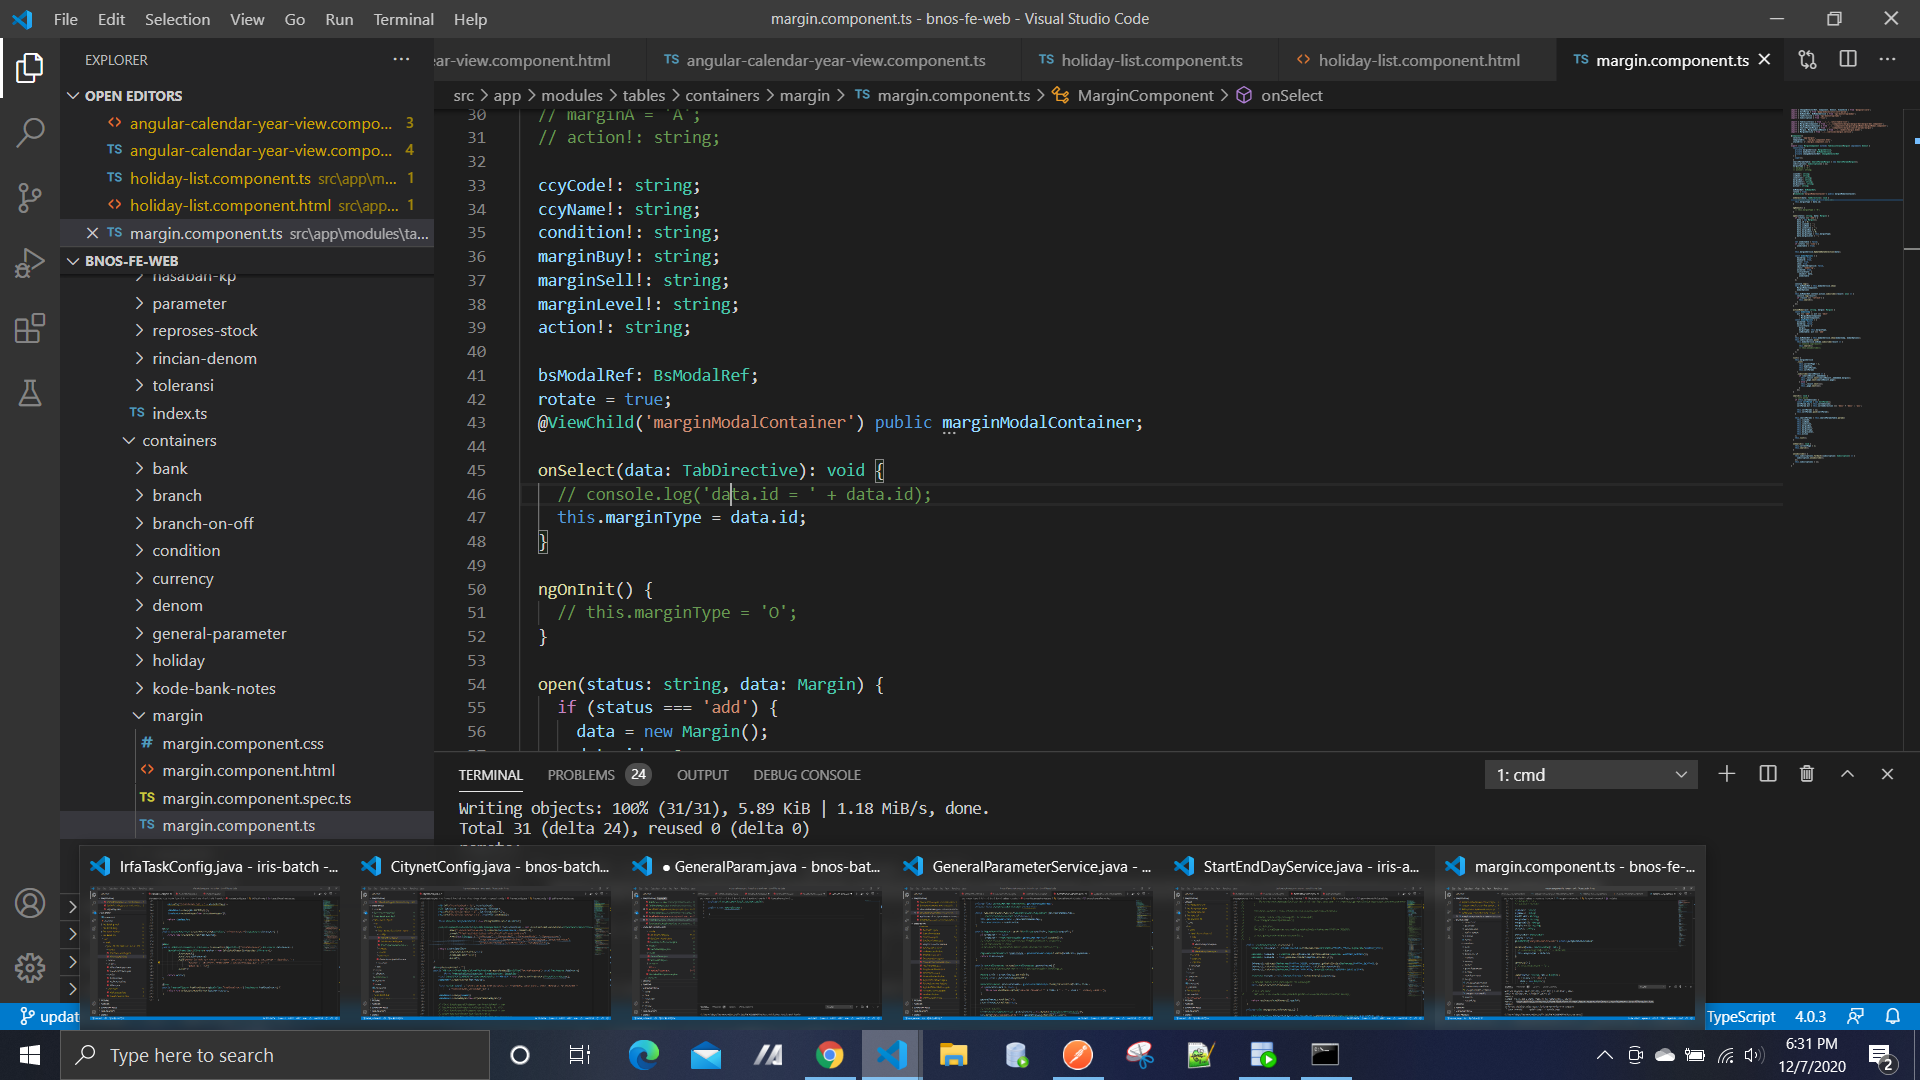 File Edit Selection View Go Run Terminal Help
margin.component.ts - bnos-fe-web - Visual Studio Code
EXPLORER
OPEN EDITORS
angular-calendar-year-view.compo... 3
TS angular-calendar-year-view.compo... 4
TS holiday-list.component.ts src\app\m... 1
holiday-list.component.html src\app... 1
TS margin.component.ts src\app\modules\ta...
BNOS-FE-WEB
nasabah-kp
parameter
reproses-stock
rincian-denom
toleransi
TS index.ts
containers
bank
branch
branch-on-off
condition
currency
denom
general-parameter
holiday
kode-bank-notes
margin
# margin.component.css
margin.component.html
TS margin.component.spec.ts
TS margin.component.ts
ear-view.component.html
TS angular-calendar-year-view.component.ts
TS holiday-list.component.ts
holiday-list.component.html
TS margin.component.ts
src > app > modules > tables > containers > margin > TS margin.component.ts > MarginComponent > onSelect
30 // marginA = 'A';
31 // action!: string;
32
33 ccyCode!: string;
34 ccyName!: string;
35 condition!: string;
36 marginBuy!: string;
37 marginSell!: string;
38 marginLevel!: string;
39 action!: string;
40
41 bsModalRef: BsModalRef;
42 rotate = true;
43 @ViewChild('marginModalContainer') public marginModalContainer;
44
45 onSelect(data: TabDirective): void {
46 // console.log('data.id = ' + data.id);
47 this.marginType = data.id;
48 }
49
50 ngOnInit() {
51 // this.marginType = 'O';
52 }
53
54 open(status: string, data: Margin) {
55 if (status === 'add') {
56 data = new Margin();
TERMINAL PROBLEMS 24 OUTPUT DEBUG CONSOLE
1: cmd
Writing objects: 100% (31/31), 5.89 KiB | 1.18 MiB/s, done.
Total 31 (delta 24), reused 0 (delta 0)
IrfaTaskConfig.java - iris-batch -...
CitynetConfig.java - bnos-batch...
● GeneralParam.java - bnos-bat...
GeneralParameterService.java - ...
StartEndDayService.java - iris-a...
margin.component.ts - bnos-fe-...
updat
TypeScript 4.0.3
Type here to search
6:31 PM
12/7/2020
2